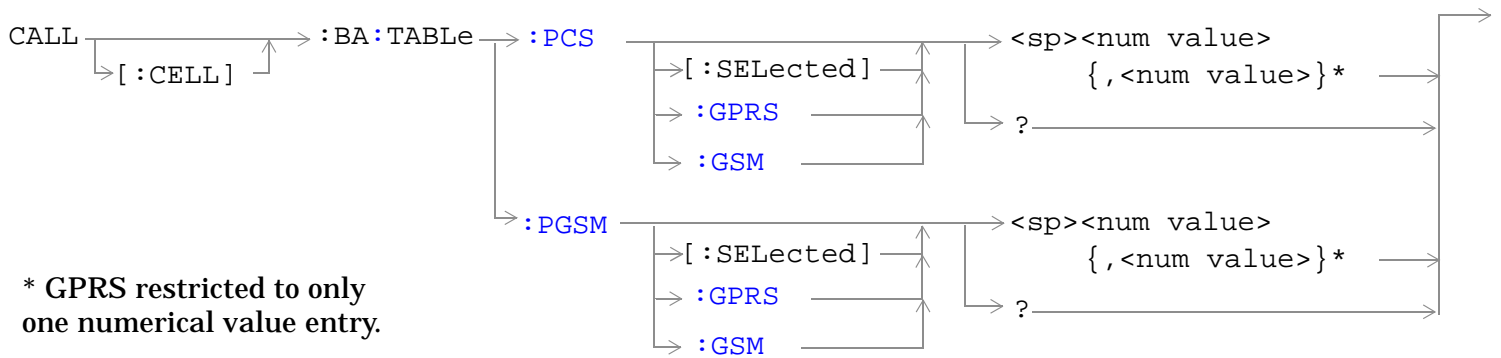 CALL :BA:TABLe :PCS <sp><num value>
[:CELL] [:SELected] {,<num value>}*
:GPRS ?
:GSM
:PGSM <sp><num value>
[:SELected] {,<num value>}*
* GPRS restricted to only
one numerical value entry.
:GPRS ?
:GSM